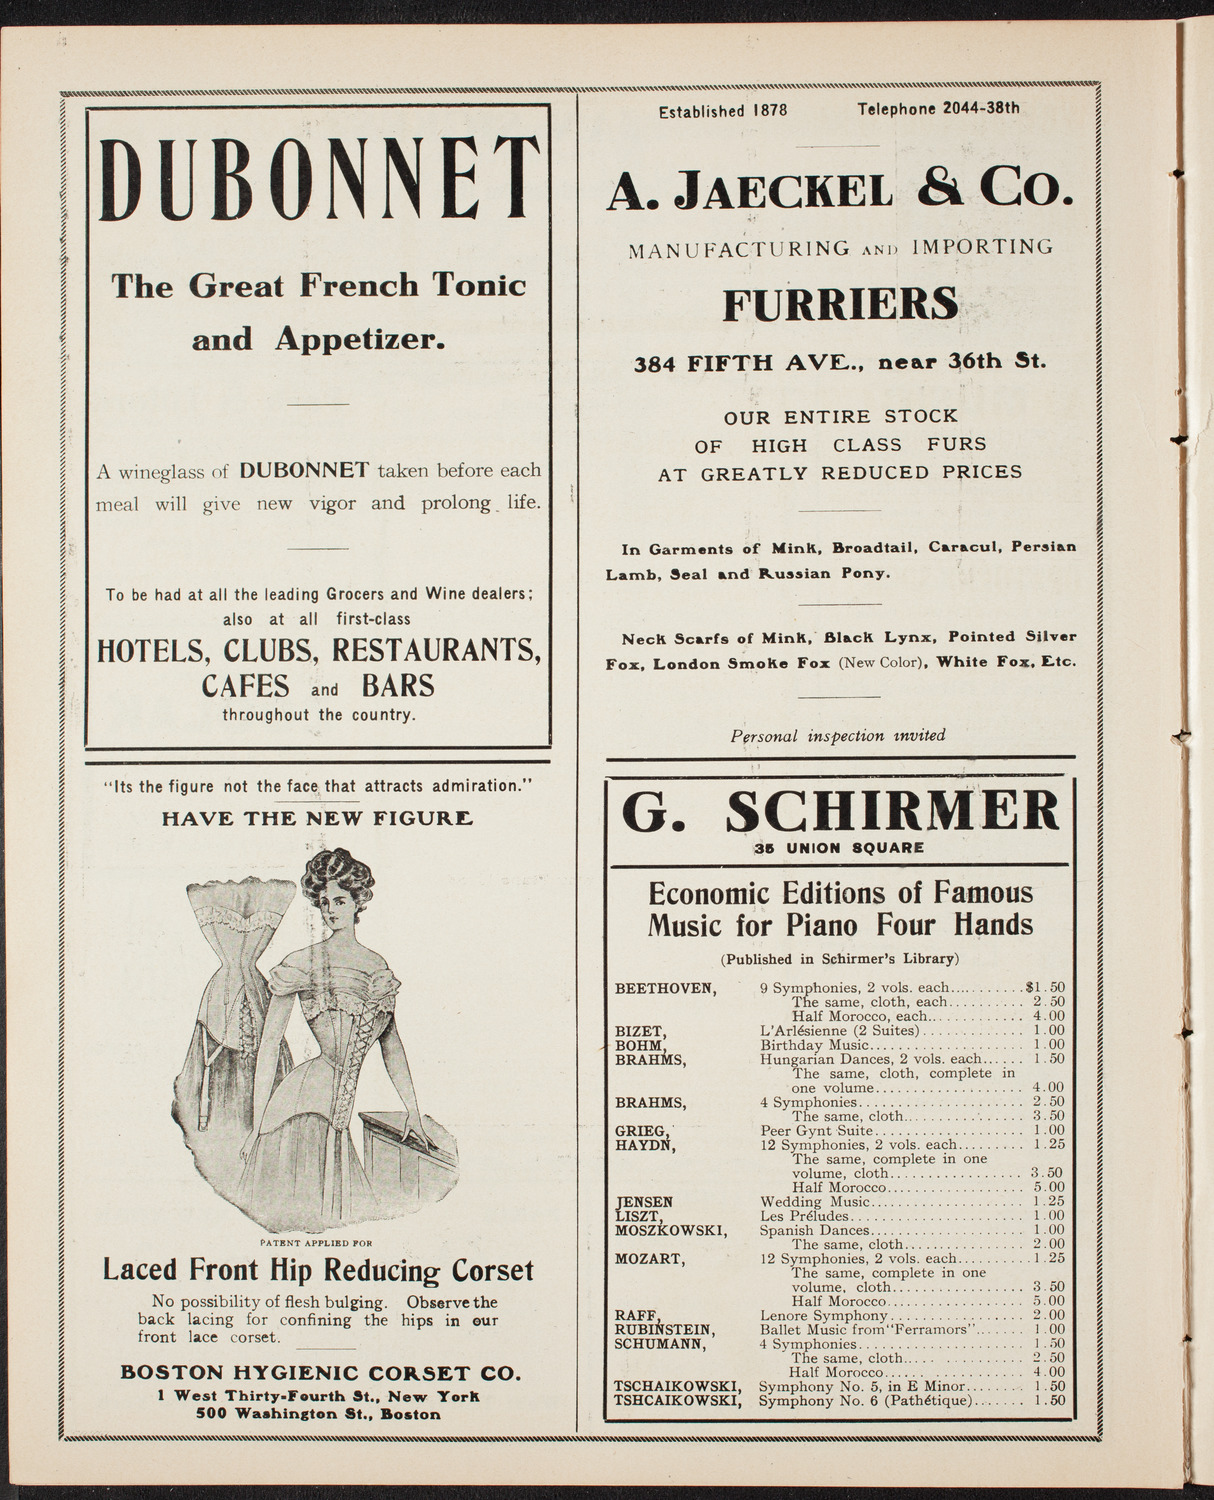 DUBONNET
The Great French Tonic
and Appetizer.
A wineglass of DUBONNET taken before each
meal will give new vigor and prolong life.
To be had at all the leading Grocers and Wine dealers;
also at all first-class
HOTELS, CLUBS, RESTAURANTS,
CAFES and BARS
throughout the country.
"Its the figure not the face that attracts admiration."
HAVE THE NEW FIGURE
PATENT APPLIED FOR
Laced Front Hip Reducing Corset
No possibility of flesh bulging. Observe the
back lacing for confining the hips in our
front lace corset.
BOSTON HYGIENIC CORSET CO.
1 West Thirty-Fourth St., New York
500 Washington St., Boston
Established 1878 Telephone 2044-38th
A. JAECKEL & CO.
MANUFACTURING AND IMPORTING
FURRIERS
384 FIFTH AVE., near 36th St.
OUR ENTIRE STOCK
OF HIGH CLASS FURS
AT GREATLY REDUCED PRICES
In Garments of Mink, Broadtail, Caracul, Persian
Lamb, Seal and Russian Pony.
Neck Scarfs of Mink, Black Lynx, Pointed Silver
Fox, London Smoke Fox (New Color), White Fox, Etc.
Personal inspection invited
G. SCHIRMER
35 UNION SQUARE
Economic Editions of Famous
Music for Piano Four Hands
(Published in Schirmer's Library)
BEETHOVEN, 9 Symphonies, 2 vols. each............$1.50
The same, cloth, each.......... 2.50
Half Morocco, each............. 4.00
BIZET, L'Arlésienne (2 Suites)............. 1.00
BOHM, Birthday Music.................... 1.00
BRAHMS, Hungarian Dances, 2 vols. each...... 1.50
The same, cloth, complete in
one volume................... 4.00
BRAHMS, 4 Symphonies...................... 2.50
The same, cloth............... 3.50
GRIEG, Peer Gynt Suite................... 1.00
HAYDN, 12 Symphonies, 2 vols. each......... 1.25
The same, complete in one
volume, cloth................. 3.50
Half Morocco.................. 5.00
JENSEN Wedding Music.................... 1.25
LISZT, Les Préludes....................... 1.00
MOSZKOWSKI, Spanish Dances.................... 1.00
The same, cloth............... 2.00
MOZART, 12 Symphonies, 2 vols. each..........1.25
The same, complete in one
volume, cloth................. 3.50
Half Morocco.................. 5.00
RAFF, Lenore Symphony.................. 2.00
RUBINSTEIN, Ballet Music from "Ferramors"....... 1.00
SCHUMANN, 4 Symphonies...................... 1.50
The same, cloth............... 2.50
Half Morocco.................. 4.00
TSCHAIKOWSKI, Symphony No. 5, in E Minor........ 1.50
TSHCAIKOWSKI, Symphony No. 6 (Pathétique)....... 1.50